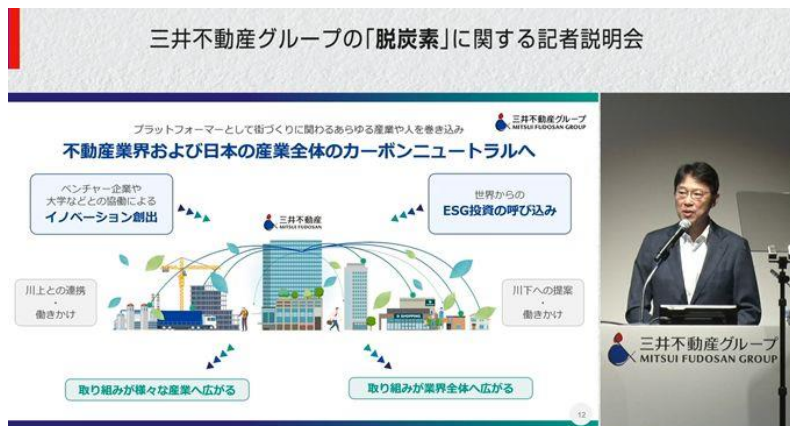 三井不動産グループの「脱炭素」に関する記者説明会
プラットフォーマーとして街づくりに関わるあらゆる産業や人を巻き込み
三井不動産グループ
MITSUI FUDOSAN GROUP
不動産業界および日本の産業全体のカーボンニュートラルへ
ベンチャー企業や
大学などとの協働による
イノベーション創出
世界からの
ESG投資の呼び込み
三井不動産
MITSUI FUDOSAN
川上との連携
・
働きかけ
川下への提案
・
働きかけ
SHOPPING
取り組みが様々な産業へ広がる
取り組みが業界全体へ広がる
12
三井不動産グループ
MITSUI FUDOSAN GROUP